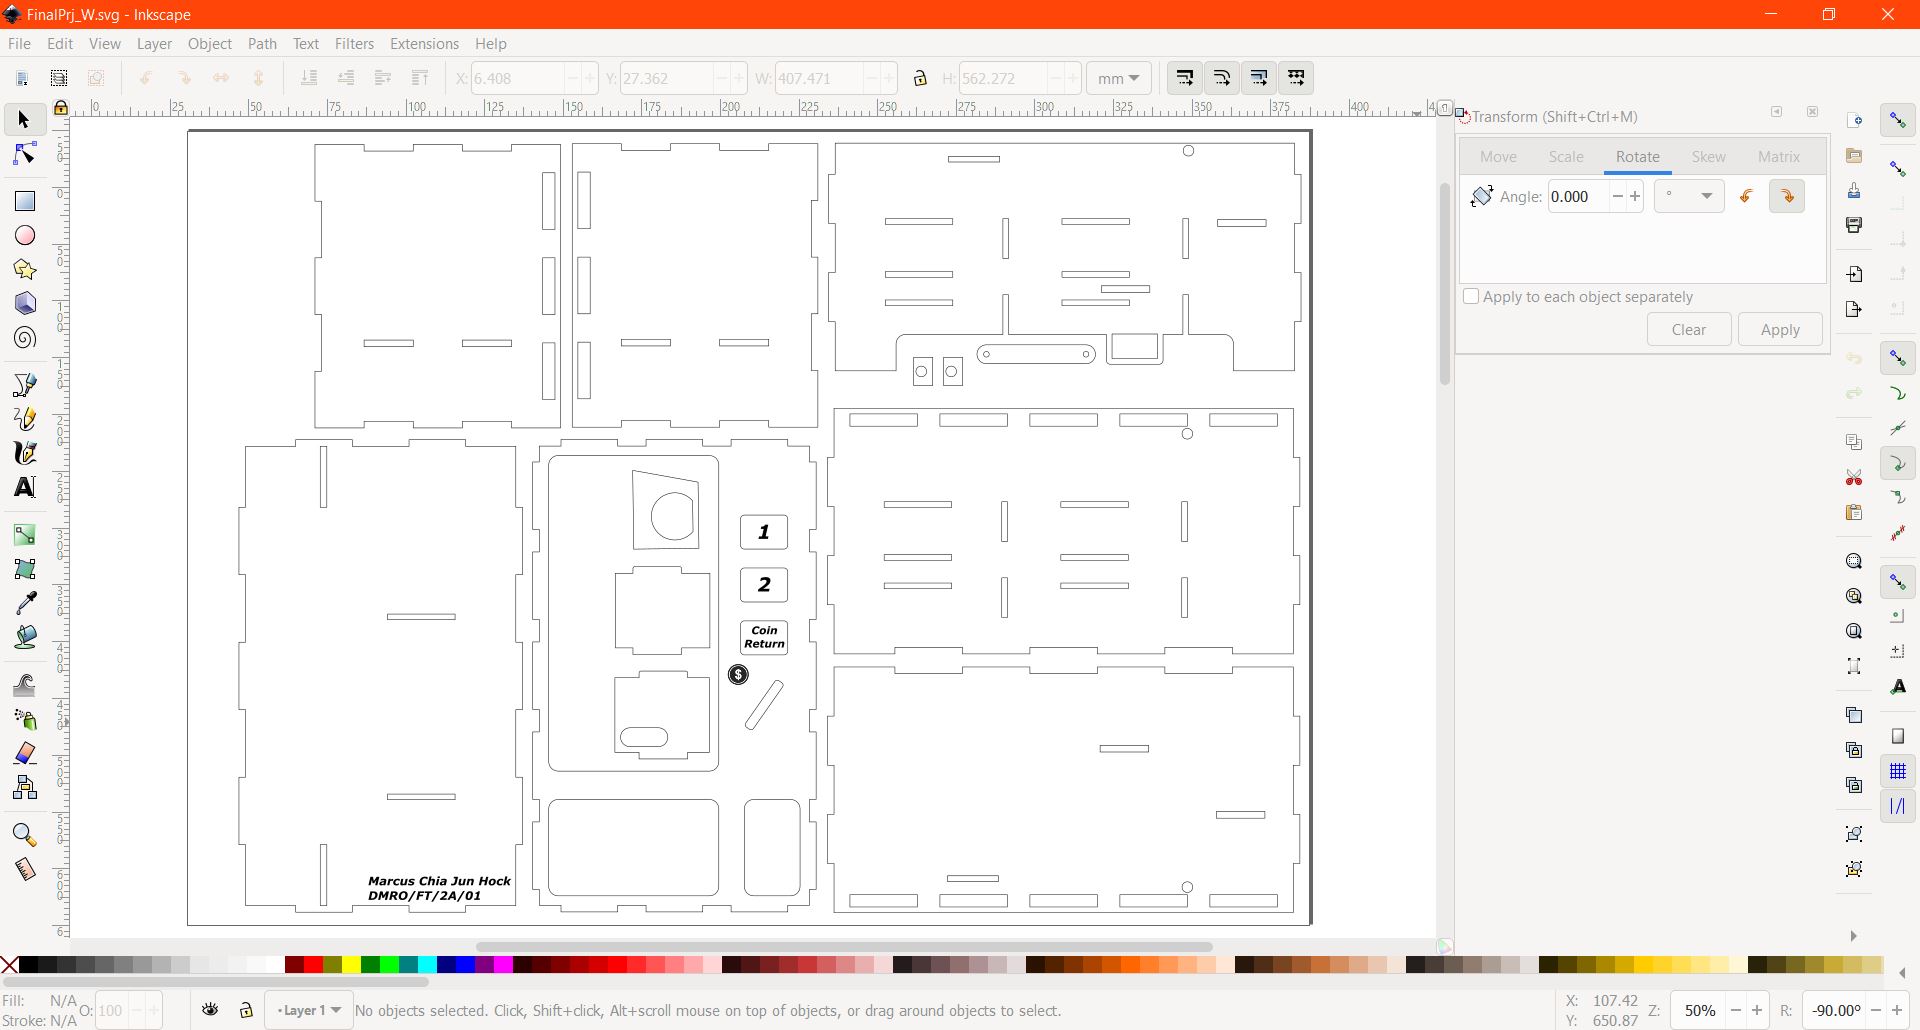 FinalPrj_W.svg - Inkscape
File Edit View Layer Object Path Text Filters Extensions Help
X: 6.408 Y: 27.362 W: 407.471 H: 562.272 mm
0 25 50 75 100 125 150 175 200 225 250 275 300 325 350 375 400
Transform (Shift+Ctrl+M)
Move Scale Rotate Skew Matrix
Angle: 0.000 °
Apply to each object separately
Clear Apply
1
2
Coin
Return
$
Marcus Chia Jun Hock
DMRO/FT/2A/01
Fill: N/A
Stroke: N/A
O: 100
Layer 1
No objects selected. Click, Shift+click, Alt+scroll mouse on top of objects, or drag around objects to select.
X: 107.42
Y: 650.87
Z: 50%
R: -90.00°